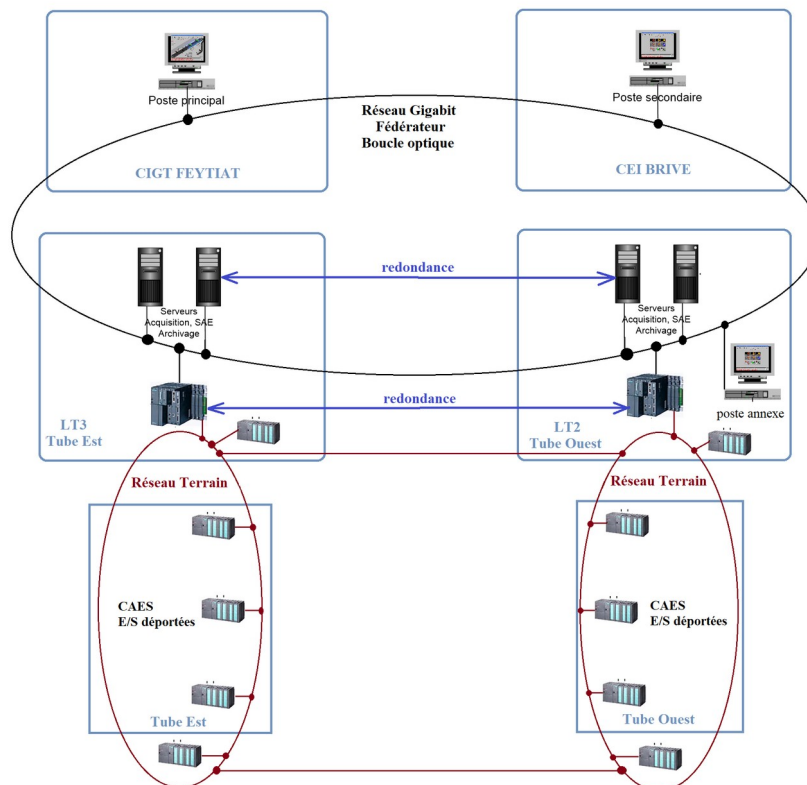 Poste principal
Poste secondaire
Réseau Gigabit
Fédérateur
Boucle optique
CIGT FEYTIAT
CEI BRIVE
redondance
Serveurs
Acquisition, SAE
Archivage
Serveurs
Acquisition, SAE
Archivage
redondance
poste annexe
LT3
Tube Est
LT2
Tube Ouest
Réseau Terrain
Réseau Terrain
CAES
E/S déportées
CAES
E/S déportées
Tube Est
Tube Ouest